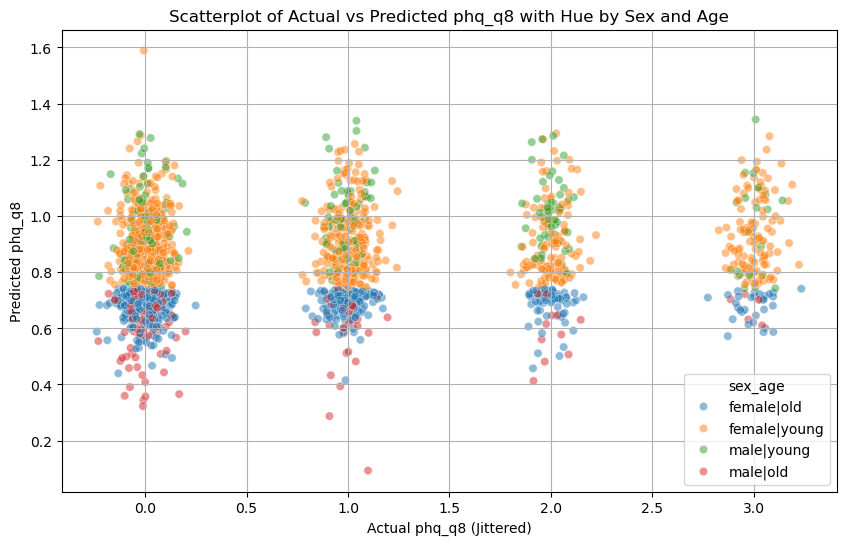 Scatterplot of Actual vs Predicted phq_q8 with Hue by Sex and Age
1.6
1.4
1.2
1.0
0.8
0.6
0.4
0.2
Predicted phq_q8
sex_age
female|old
female|young
male|young
male|old
0.0 0.5 1.0 1.5 2.0 2.5 3.0
Actual phq_q8 (Jittered)